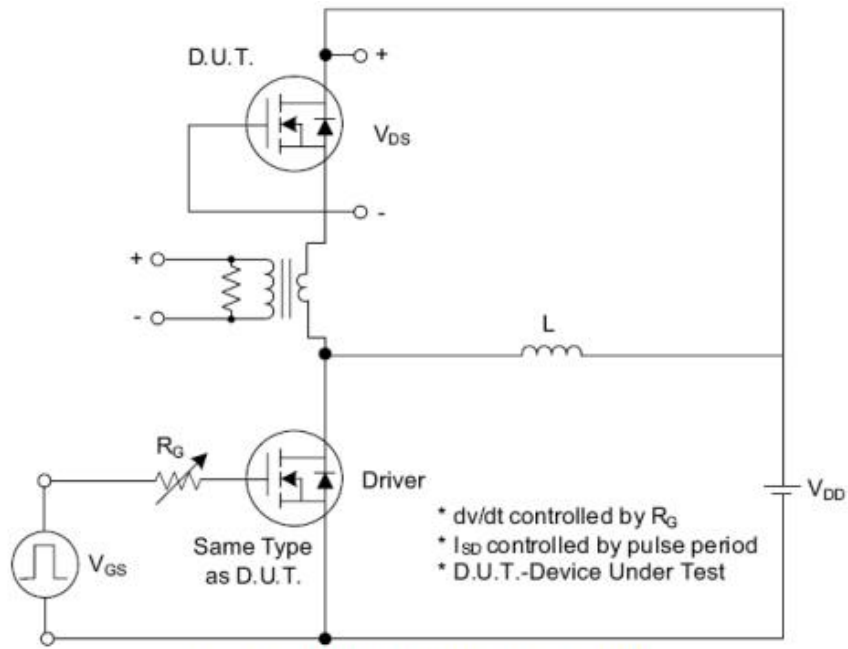 D.U.T.
+
VDS
-
+
-
L
RG
Driver
VDD
VGS
Same Type
as D.U.T.
* dv/dt controlled by RG
* ISD controlled by pulse period
* D.U.T.-Device Under Test